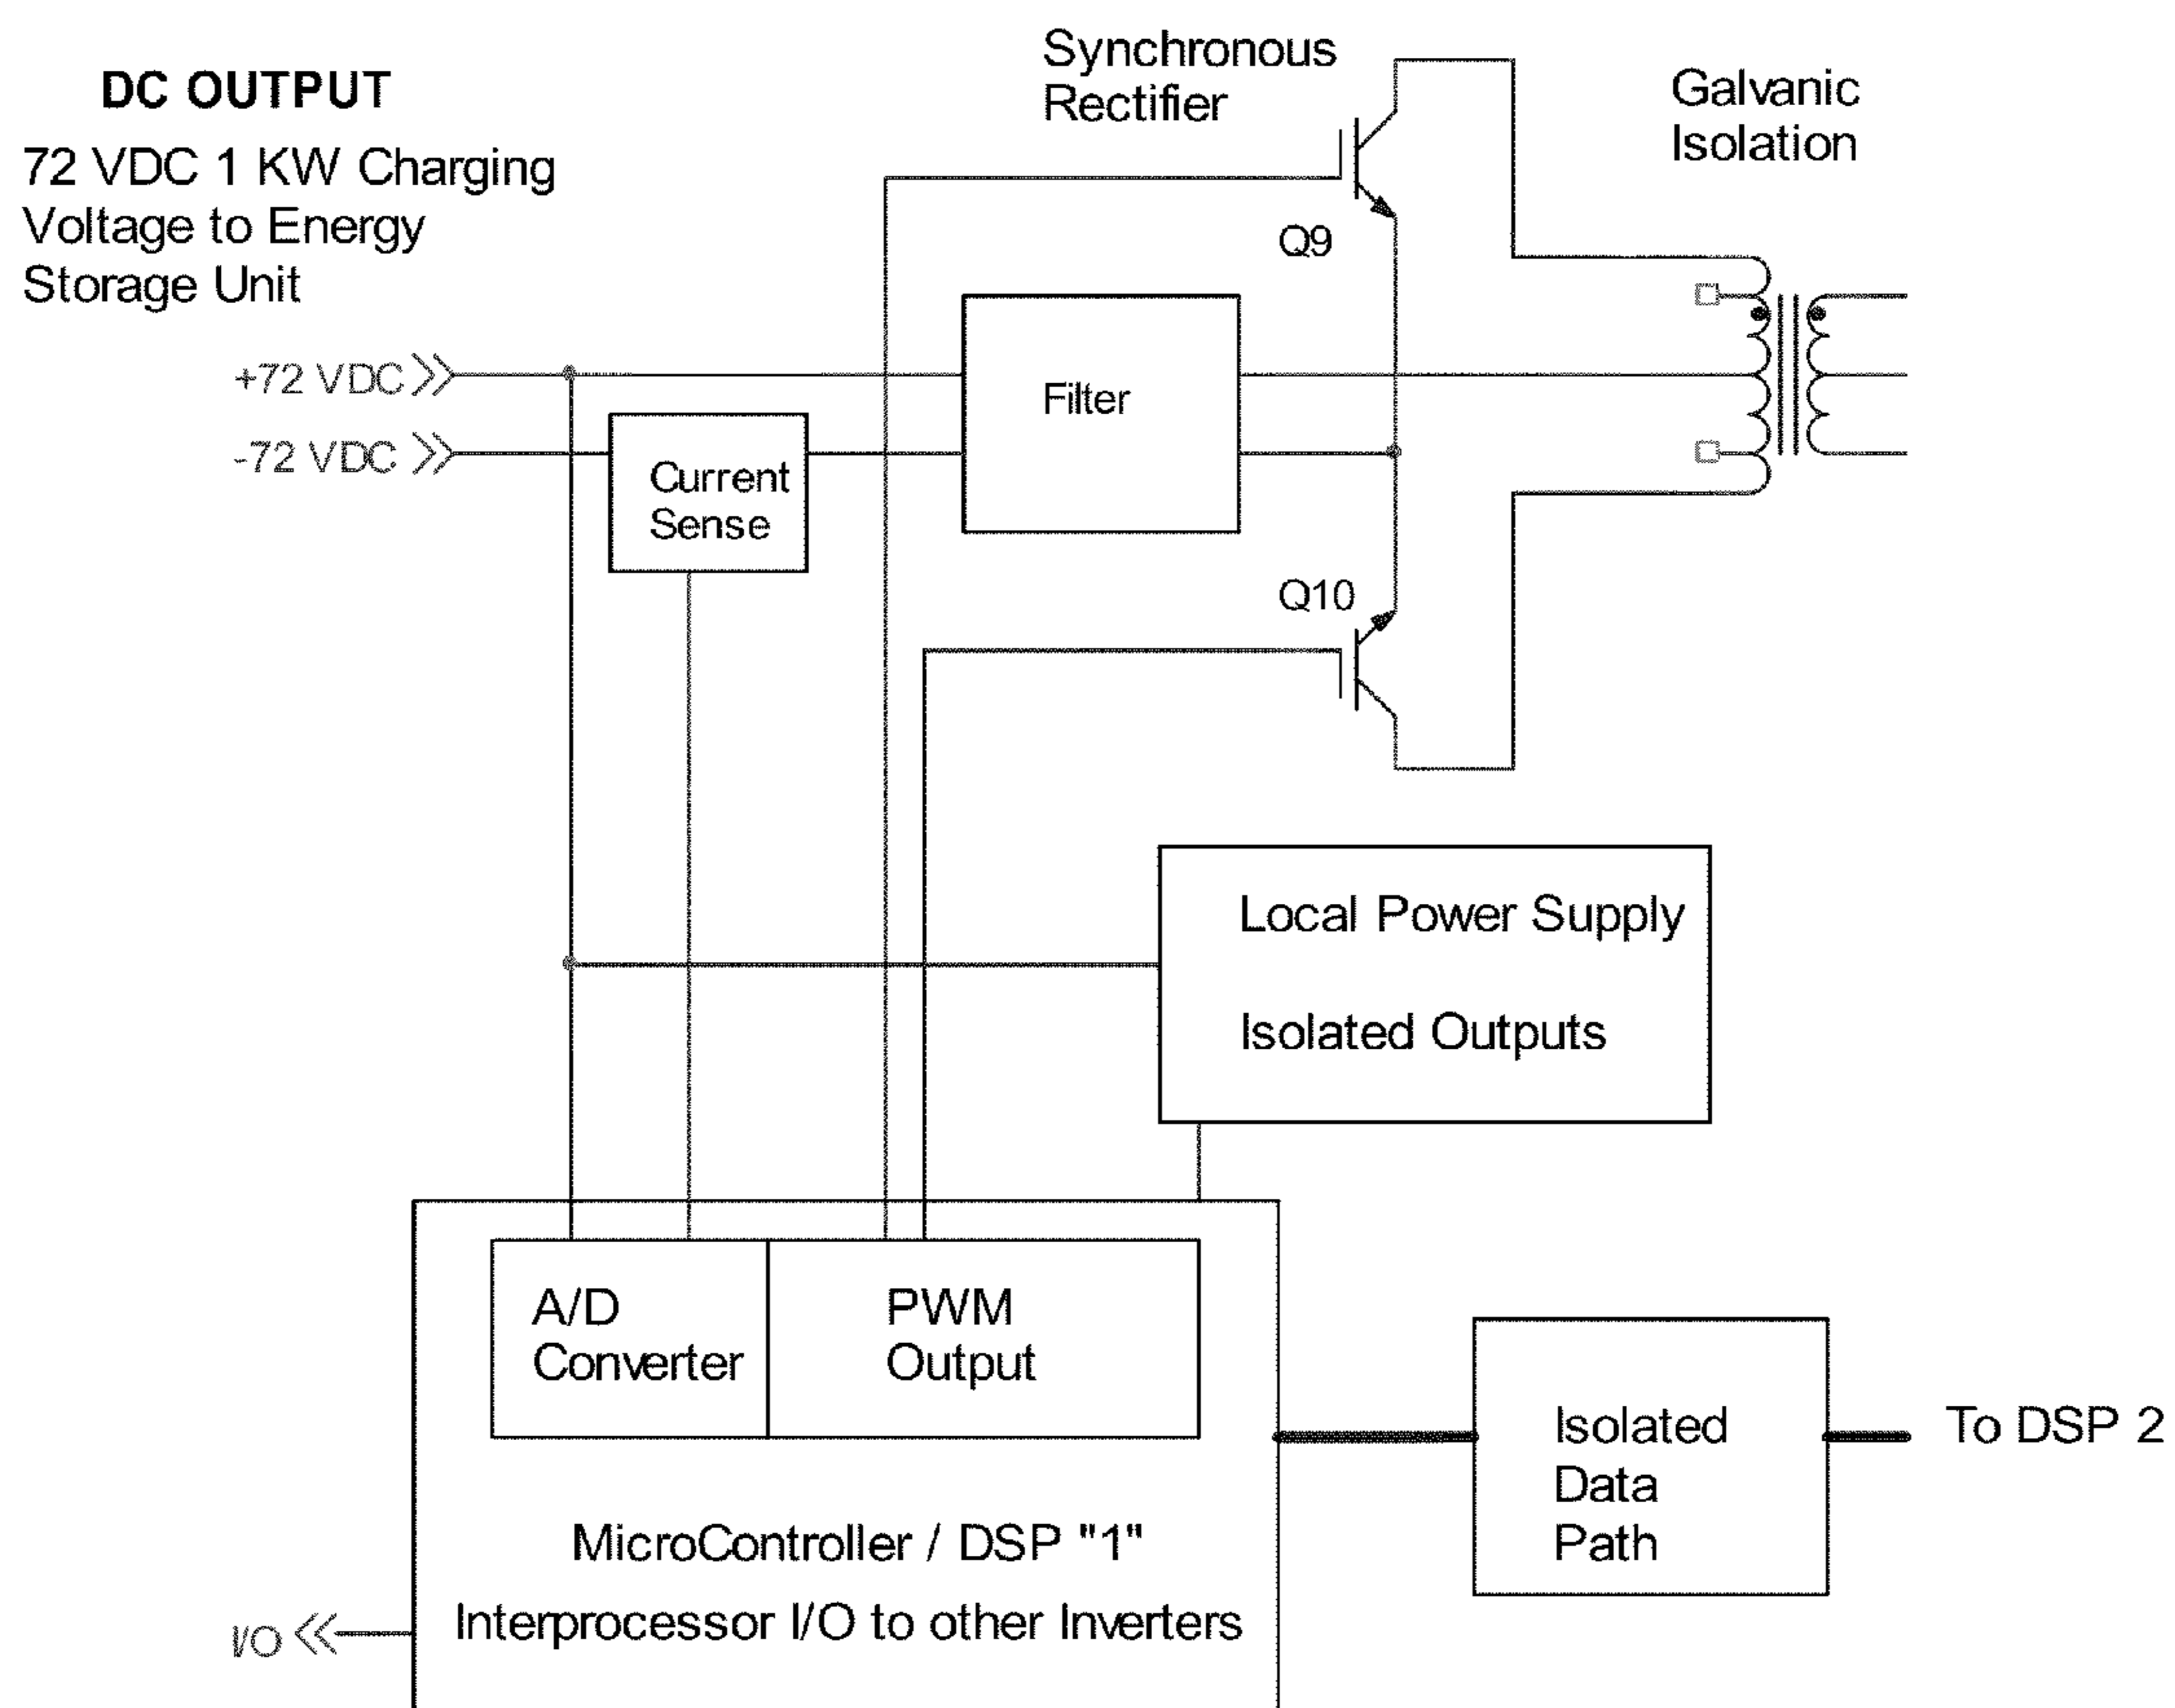 DC OUTPUT
72 VDC 1 KW Charging
Voltage to Energy
Storage Unit
Synchronous
Rectifier
Galvanic
Isolation
Q9
+72 VDC
-72 VDC
Filter
Current
Sense
Q10
Local Power Supply
Isolated Outputs
A/D
Converter
PWM
Output
Isolated
Data
Path
To DSP 2
MicroController / DSP "1"
Interprocessor I/O to other Inverters
I/O